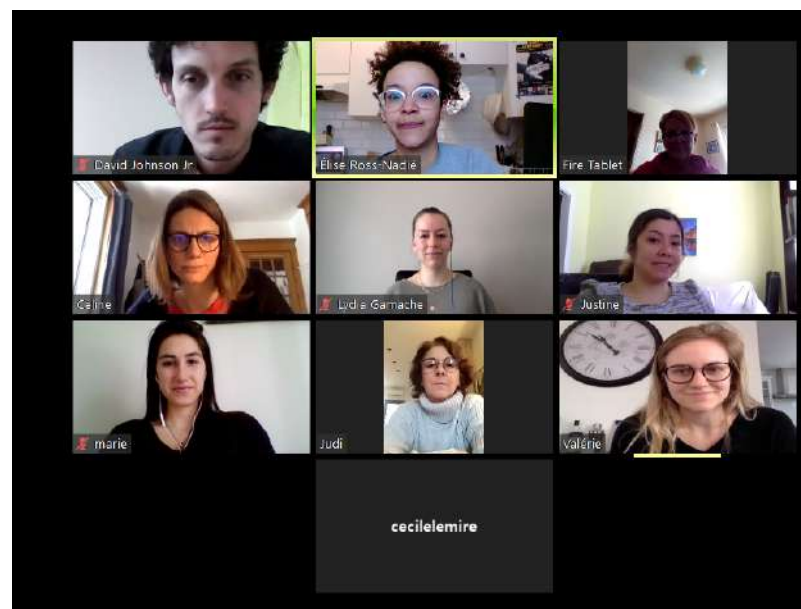 David Johnson Jr
Élise Ross-Nadié
Fire Tablet
Celine
Lydia Gamache
Justine
marie
Judi
Valérie
cecilelemire